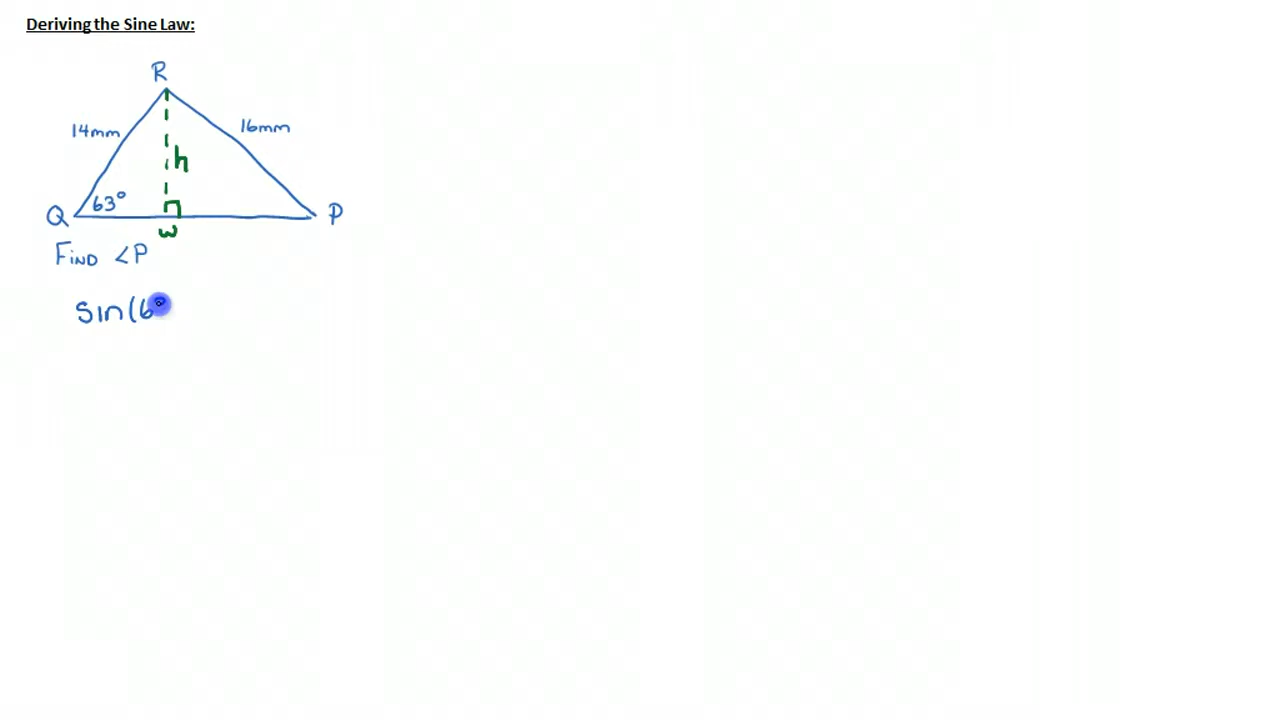 Deriving the Sine Law:
R
14mm
16mm
h
63°
Q
P
w
FIND <P
sin(6